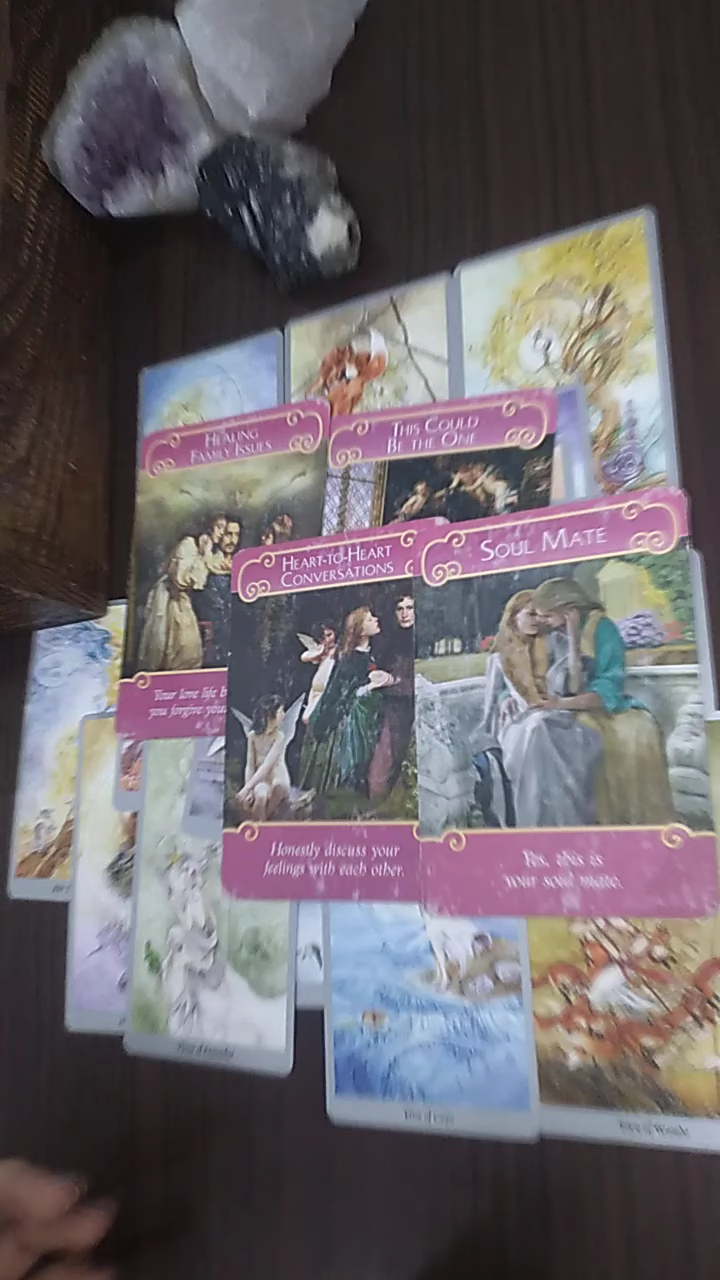 HEALING
FAMILY ISSUES
THIS COULD
BE THE ONE
HEART-TO-HEART
CONVERSATIONS
SOUL MATE
Your love life b
you forgive you
Honestly discuss your
feelings with each other.
Yes, this is
your soul mate.